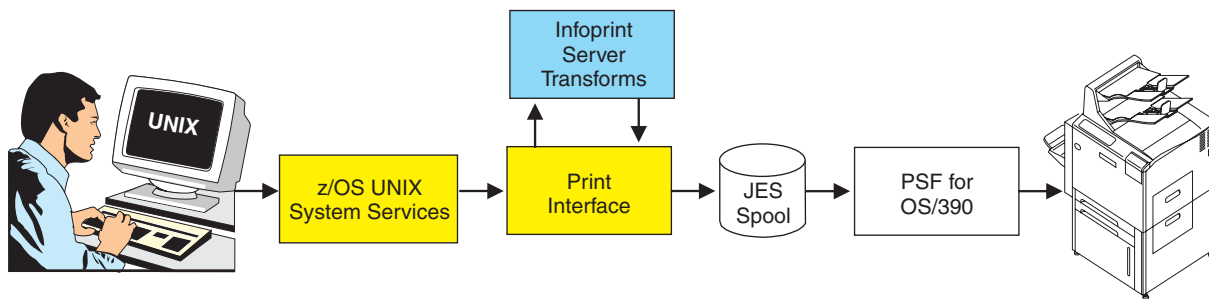 UNIX
z/OS UNIX
System Services
Infoprint
Server
Transforms
Print
Interface
JES
Spool
PSF for
OS/390